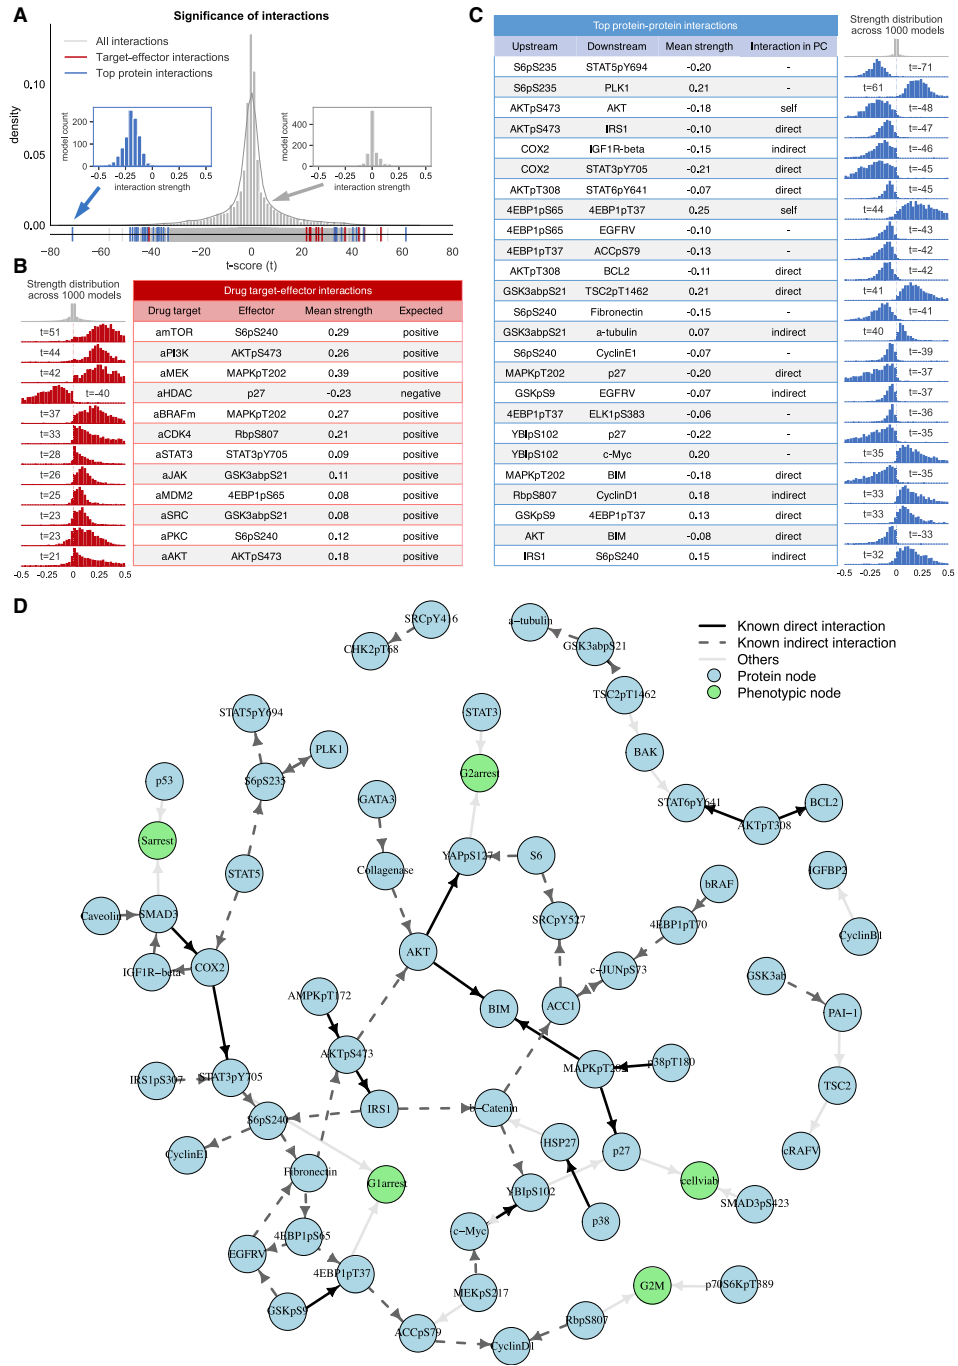 A
Significance of interactions
All interactions
Target-effector interactions
Top protein interactions
density
0.10
0.05
0.00
model count
200
100
0
-0.5 -0.25 0 0.25 0.5
interaction strength
model count
400
200
0
-0.5 -0.25 0 0.25 0.5
interaction strength
−80 −60 −40 −20 0 20 40 60 80
t-score (t)
B
Strength distribution
across 1000 models
Drug target-effector interactions
Drug target Effector Mean strength Expected
t=51 amTOR S6pS240 0.29 positive
t=44 aPI3K AKTpS473 0.26 positive
t=42 aMEK MAPKpT202 0.39 positive
t=-40 aHDAC p27 -0.23 negative
t=37 aBRAFm MAPKpT202 0.27 positive
t=33 aCDK4 RbpS807 0.21 positive
t=28 aSTAT3 STAT3pY705 0.09 positive
t=26 aJAK GSK3abpS21 0.11 positive
t=25 aMDM2 4EBP1pS65 0.08 positive
t=23 aSRC GSK3abpS21 0.08 positive
t=23 aPKC S6pS240 0.12 positive
t=21 aAKT AKTpS473 0.18 positive
-0.5 -0.25 0 0.25 0.5
C
Top protein-protein interactions
Strength distribution
across 1000 models
Upstream Downstream Mean strength Interaction in PC
S6pS235 STAT5pY694 -0.20 - t=-71
S6pS235 PLK1 0.21 - t=61
AKTpS473 AKT -0.18 self t=-48
AKTpS473 IRS1 -0.10 direct t=-47
COX2 IGF1R-beta -0.15 indirect t=-46
COX2 STAT3pY705 -0.21 direct t=-45
AKTpT308 STAT6pY641 -0.07 direct t=-45
4EBP1pS65 4EBP1pT37 0.25 self t=44
4EBP1pS65 EGFRV -0.10 - t=-43
4EBP1pT37 ACCpS79 -0.13 - t=-42
AKTpT308 BCL2 -0.11 direct t=-42
GSK3abpS21 TSC2pT1462 0.21 direct t=41
S6pS240 Fibronectin -0.15 - t=-41
GSK3abpS21 a-tubulin 0.07 indirect t=40
S6pS240 CyclinE1 -0.07 - t=-39
MAPKpT202 p27 -0.20 direct t=-37
GSKpS9 EGFRV -0.07 indirect t=-37
4EBP1pT37 ELK1pS383 -0.06 - t=-36
YBIpS102 p27 -0.22 - t=-35
YBIpS102 c-Myc 0.20 - t=35
MAPKpT202 BIM -0.18 direct t=-35
RbpS807 CyclinD1 0.18 indirect t=33
GSKpS9 4EBP1pT37 0.13 direct t=33
AKT BIM -0.08 direct t=-33
IRS1 S6pS240 0.15 indirect t=32
-0.5 -0.25 0 0.25 0.5
D
Known direct interaction
Known indirect interaction
Others
Protein node
Phenotypic node
SRCpY416
CHK2pT68
a−tubulin
GSK3abpS21
TSC2pT1462
STAT5pY694
STAT3
PLK1
BAK
p53
S6pS235
G2arrest
GATA3
STAT6pY641
BCL2
AKTpT308
Sarrest
YAPpS127
S6
STAT5
Collagenase
IGFBP2
bRAF
Caveolin
SMAD3
SRCpY527
4EBP1pT70
CyclinB1
AKT
COX2
IGF1R−beta
c−JUNpS73
GSK3ab
AMPKpT172
BIM
ACC1
PAI−1
AKTpS473
IRS1pS307
STAT3pY705
MAPKpT202
p38pT180
TSC2
IRS1
b−Catenin
S6pS240
HSP27
p27
cRAFV
CyclinE1
Fibronectin
G1arrest
YBIpS102
cellviab
SMAD3pS423
4EBP1pS65
c−Myc
p38
EGFRV
4EBP1pT37
G2M
p70S6KpT389
MEKpS217
GSKpS9
ACCpS79
RbpS807
CyclinD1